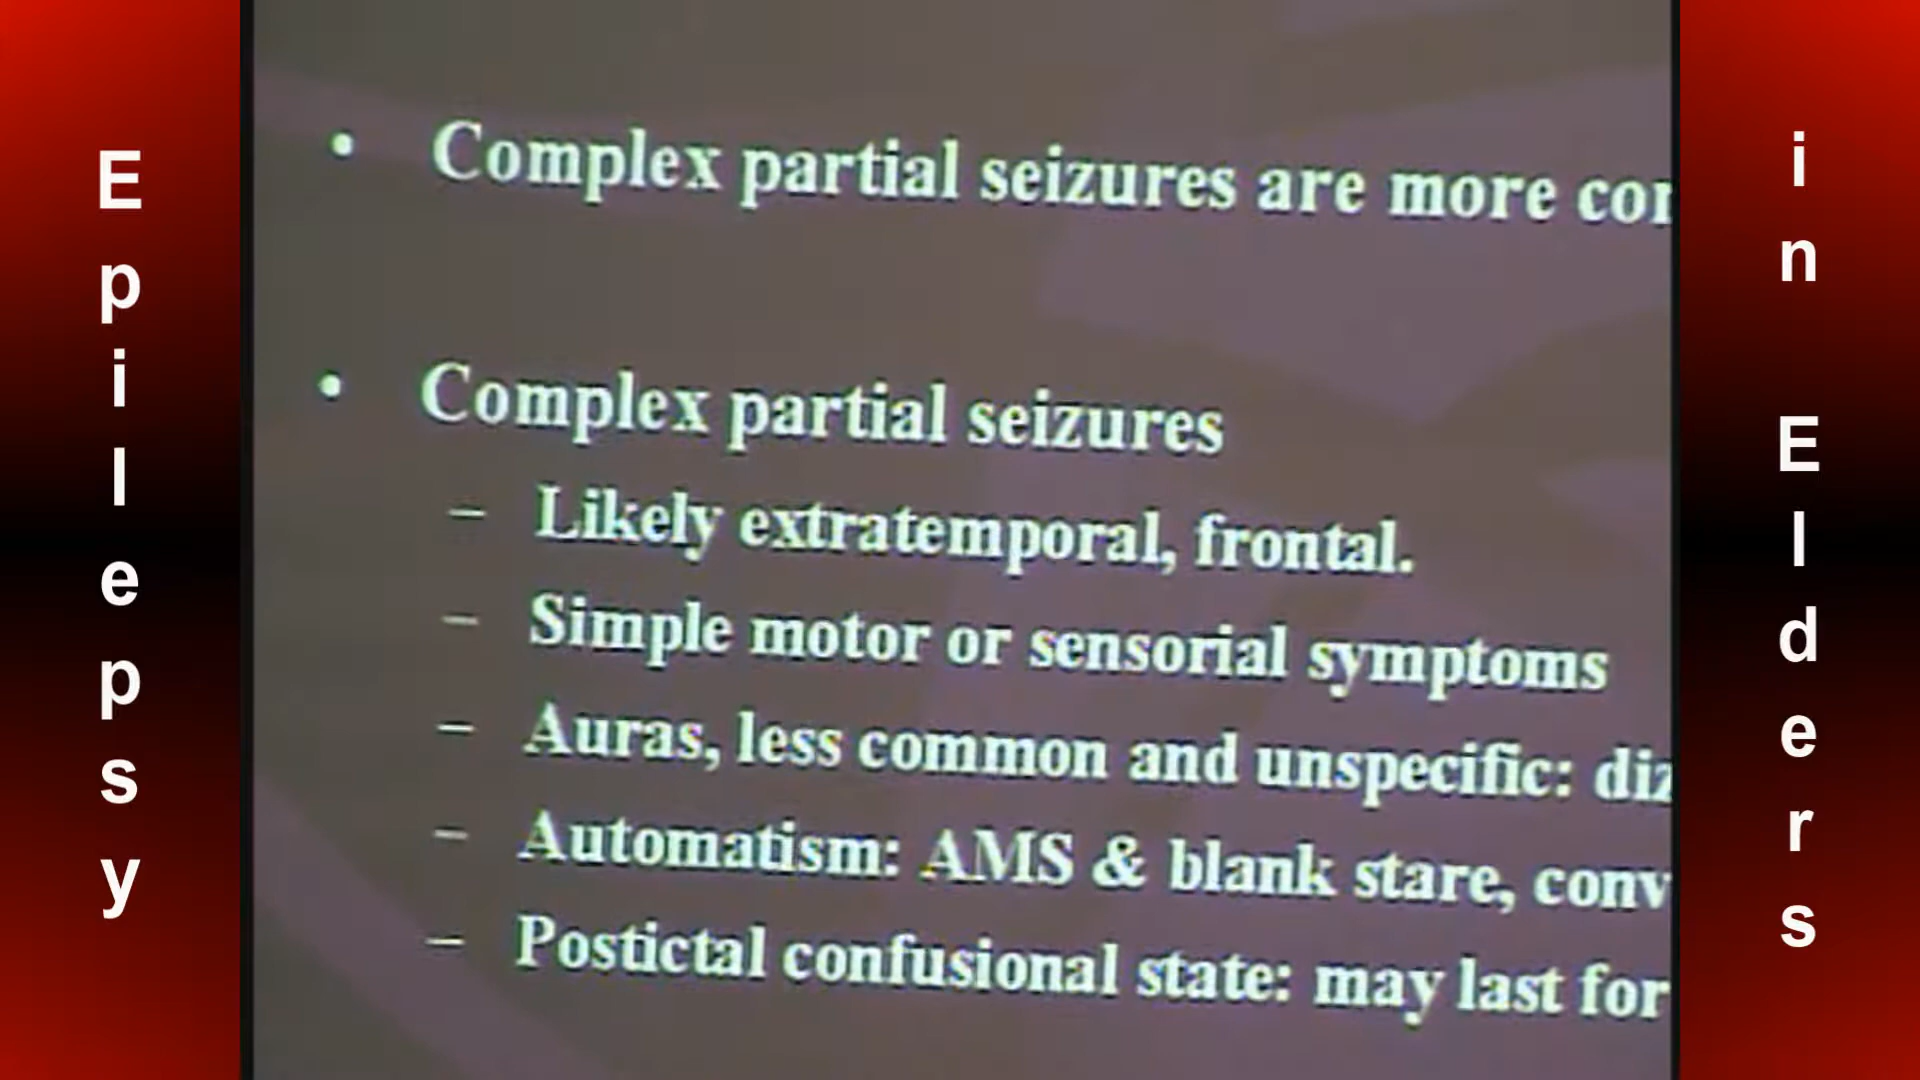 Epilepsy
Complex partial seizures are more
Complex partial seizures
– Likely extratemporal, frontal.
– Simple motor or sensorial symptoms
– Auras, less common and unspecific:
– Automatism: AMS & blank stare,
– Postictal confusional state: may last for
in Elders